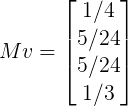 Mv = [1/4
5/24
5/24
1/3]